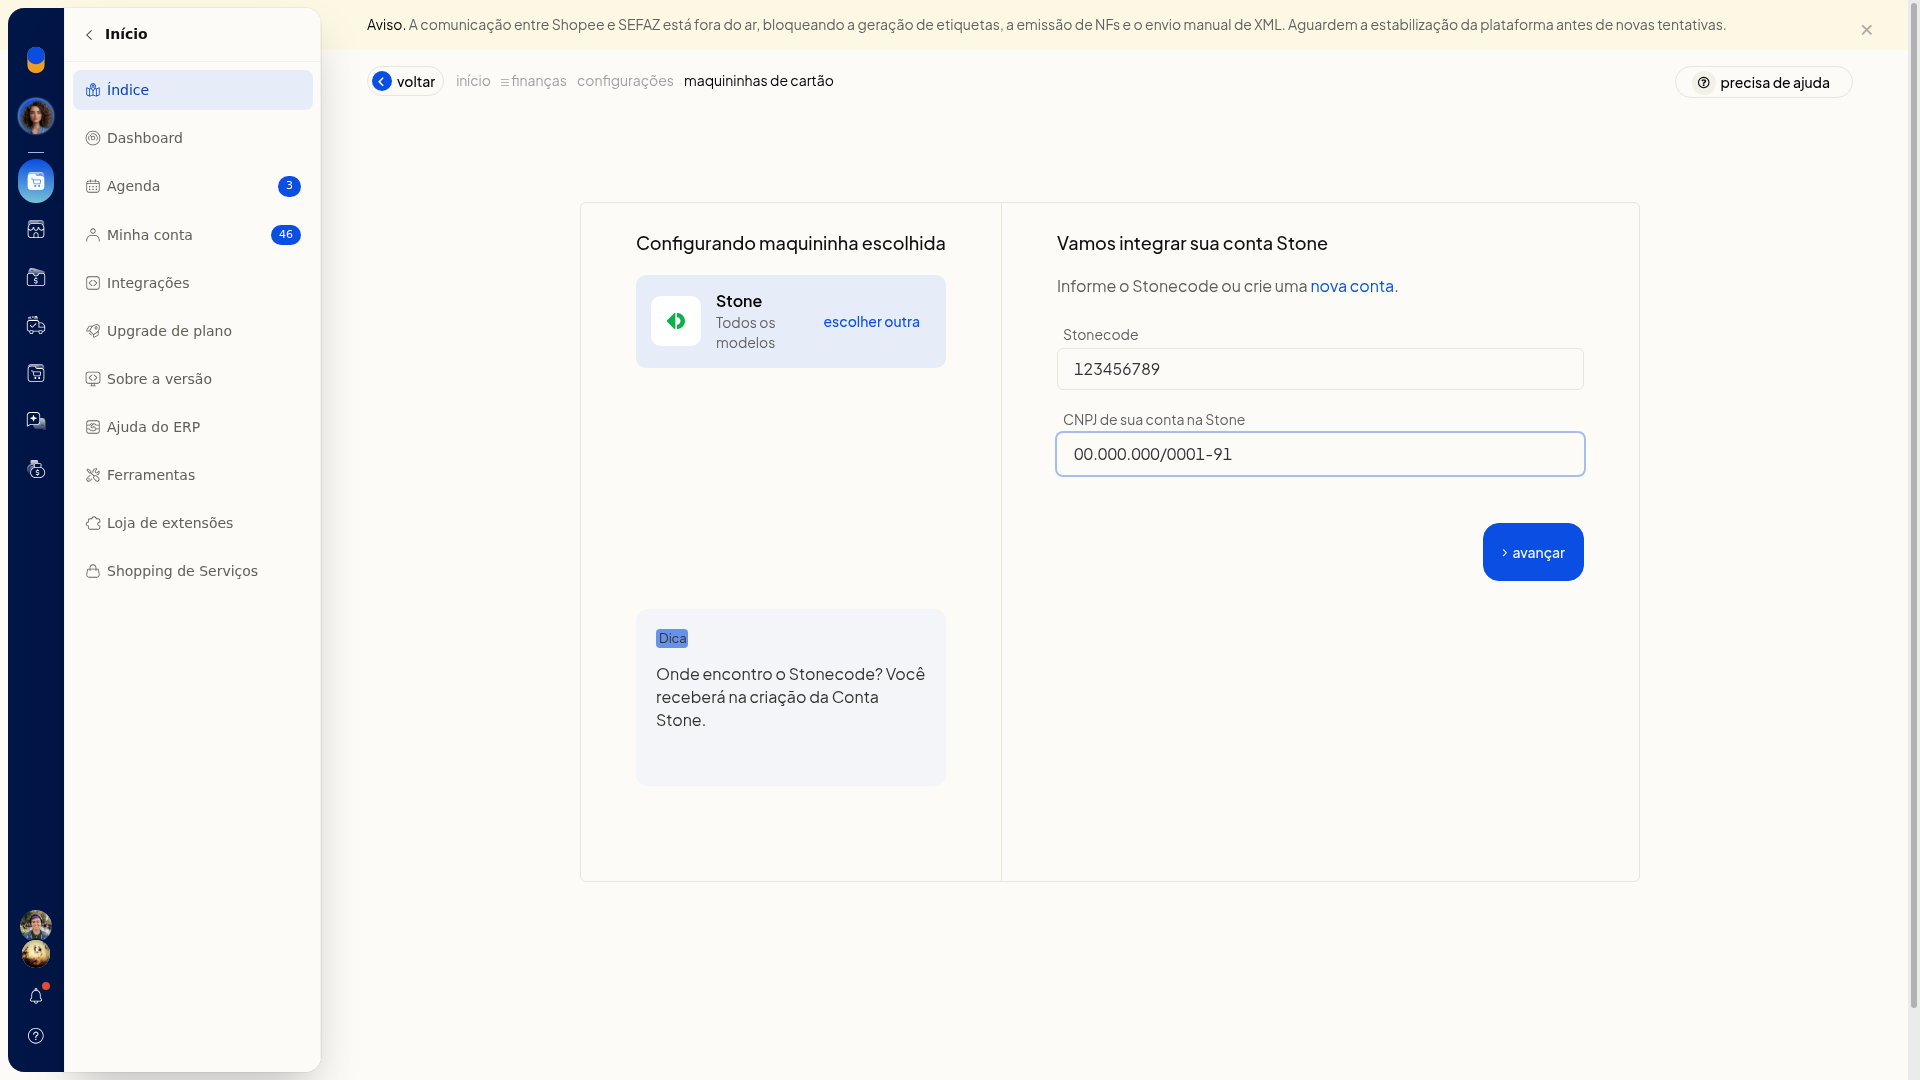 Início
Índice
Dashboard
Agenda 3
Minha conta 46
Integrações
Upgrade de plano
Sobre a versão
Ajuda do ERP
Ferramentas
Loja de extensões
Shopping de Serviços
Aviso. A comunicação entre Shopee e SEFAZ está fora do ar, bloqueando a geração de etiquetas, a emissão de NFs e o envio manual de XML. Aguardem a estabilização da plataforma antes de novas tentativas.
voltar início finanças configurações maquininhas de cartão
precisa de ajuda
Configurando maquininha escolhida
Stone
Todos os
modelos
escolher outra
Dica
Onde encontro o Stonecode? Você
receberá na criação da Conta
Stone.
Vamos integrar sua conta Stone
Informe o Stonecode ou crie uma nova conta.
Stonecode
123456789
CNPJ de sua conta na Stone
00.000.000/0001-91
avançar